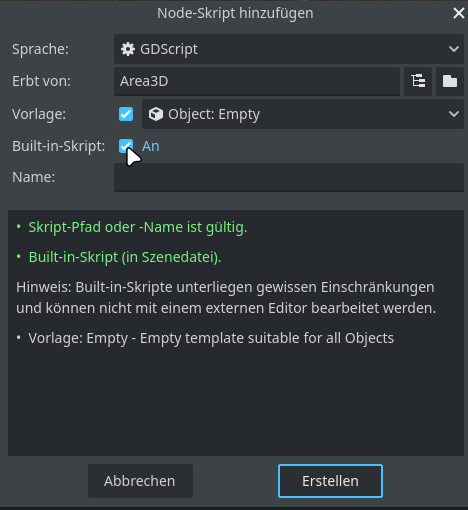 Node-Skript hinzufügen
Sprache: GDScript
Erbt von: Area3D
Vorlage: Object: Empty
Built-in-Skript: An
Name:
• Skript-Pfad oder -Name ist gültig.
• Built-in-Skript (in Szenedatei).
Hinweis: Built-in-Skripte unterliegen gewissen Einschränkungen
und können nicht mit einem externen Editor bearbeitet werden.
• Vorlage: Empty - Empty template suitable for all Objects
Abbrechen Erstellen